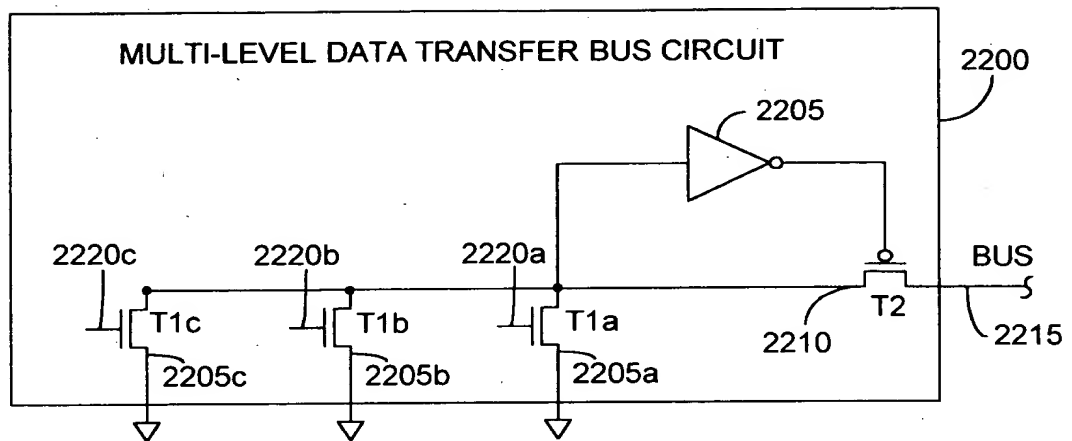 MULTI-LEVEL DATA TRANSFER BUS CIRCUIT
2200
2205
2220c
2220b
2220a
BUS
T1c
T1b
T1a
T2
2210
2215
2205c
2205b
2205a